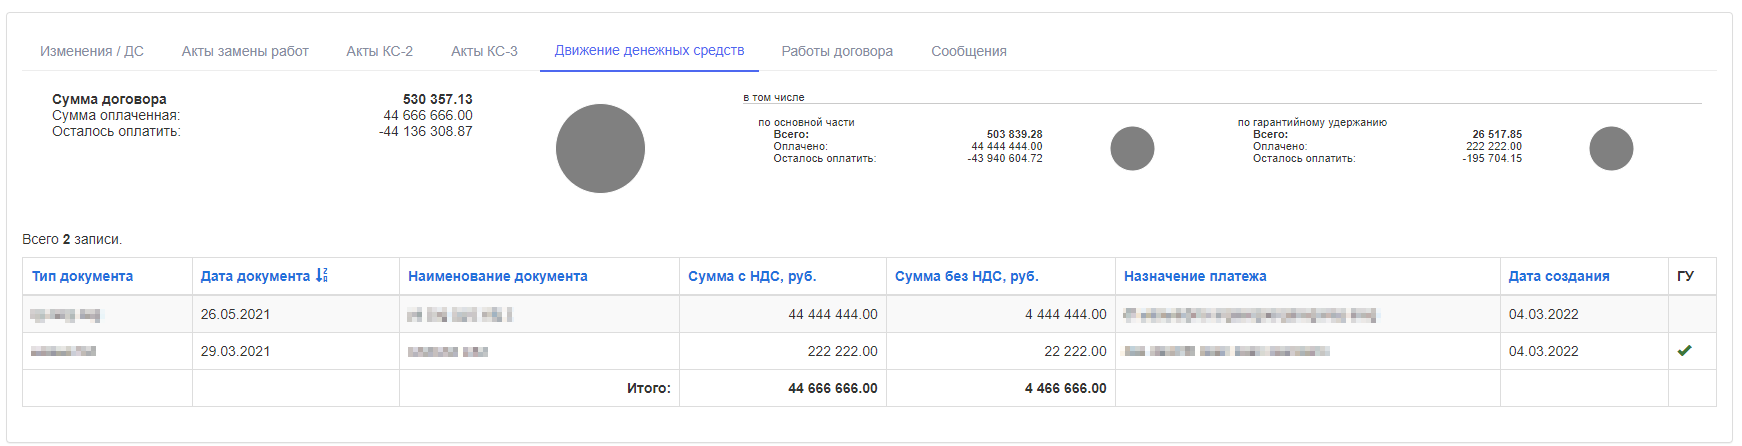 Изменения / ДС Акты замены работ Акты КС-2 Акты КС-3 Движение денежных средств Работы договора Сообщения
Сумма договора 530 357.13
Сумма оплаченная: 44 666 666.00
Осталось оплатить: -44 136 308.87
в том числе
по основной части
Всего: 503 839.28
Оплачено: 44 444 444.00
Осталось оплатить: -43 940 604.72
по гарантийному удержанию
Всего: 26 517.85
Оплачено: 222 222.00
Осталось оплатить: -195 704.15
Всего 2 записи.
Тип документа Дата документа Наименование документа Сумма с НДС, руб. Сумма без НДС, руб. Назначение платежа Дата создания ГУ
26.05.2021 44 444 444.00 4 444 444.00 04.03.2022
29.03.2021 222 222.00 22 222.00 04.03.2022
Итого: 44 666 666.00 4 466 666.00